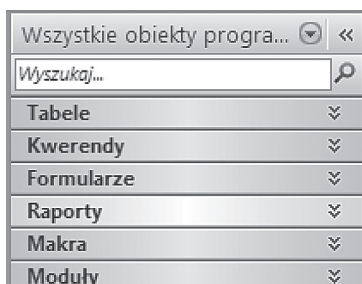 Wszystkie obiekty progra...
Wyszukaj...
Tabele
Kwerendy
Formularze
Raporty
Makra
Moduły